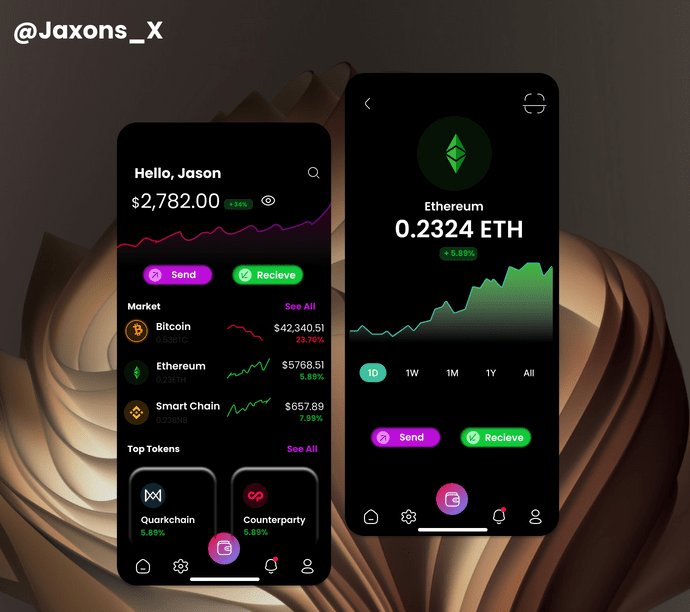 @Jaxons_X
Hello, Jason
$2,782.00 + 34%
Send Recieve
Market See All
Bitcoin $42,340.51
0.53BTC 23.70%
Ethereum $5768.51
0.23ETH 5.89%
Smart Chain $657.89
0.23BNB 7.99%
Top Tokens See All
Quarkchain Counterparty
5.89% 5.89%
Ethereum
0.2324 ETH
+ 5.89%
1D 1W 1M 1Y All
Send Recieve